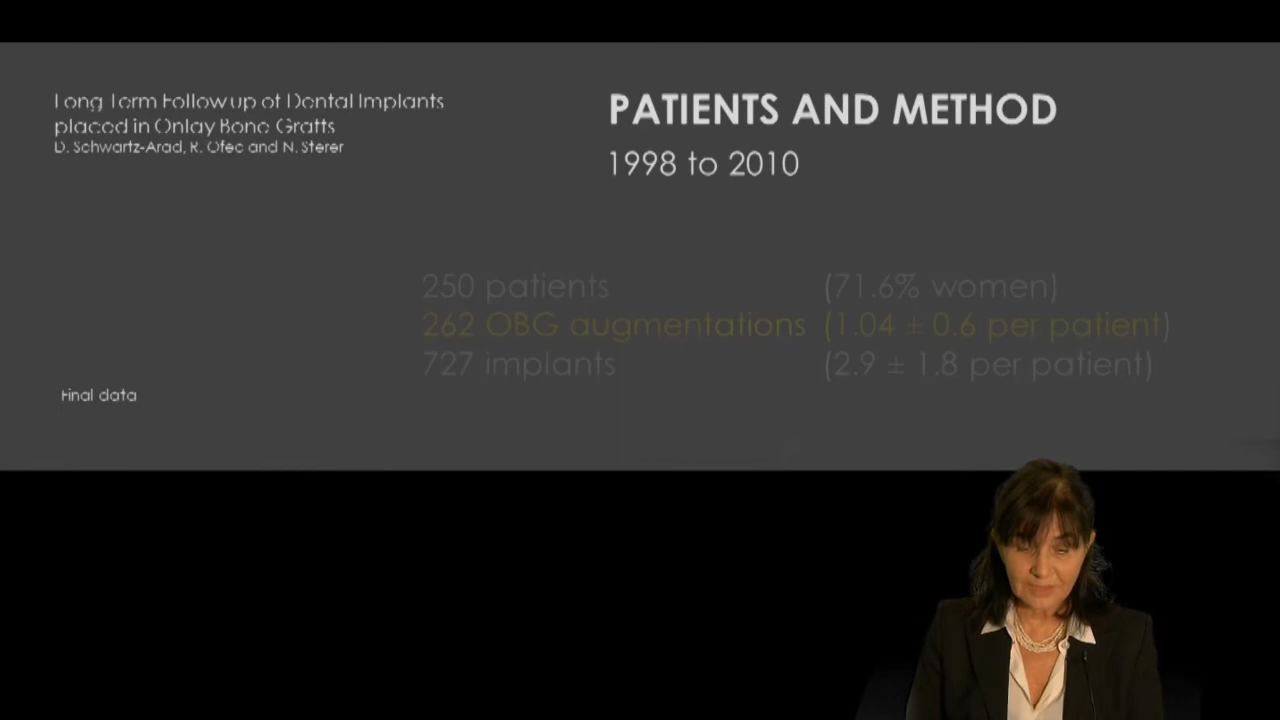 Long Term Follow up of Dental Implants
placed in Onlay Bone Grafts
D. Schwartz-Arad, R. Ofec and N. Sterer
PATIENTS AND METHOD
1998 to 2010
250 patients (71.6% women)
262 OBG augmentations (1.04 ± 0.6 per patient)
727 implants (2.9 ± 1.8 per patient)
Final data